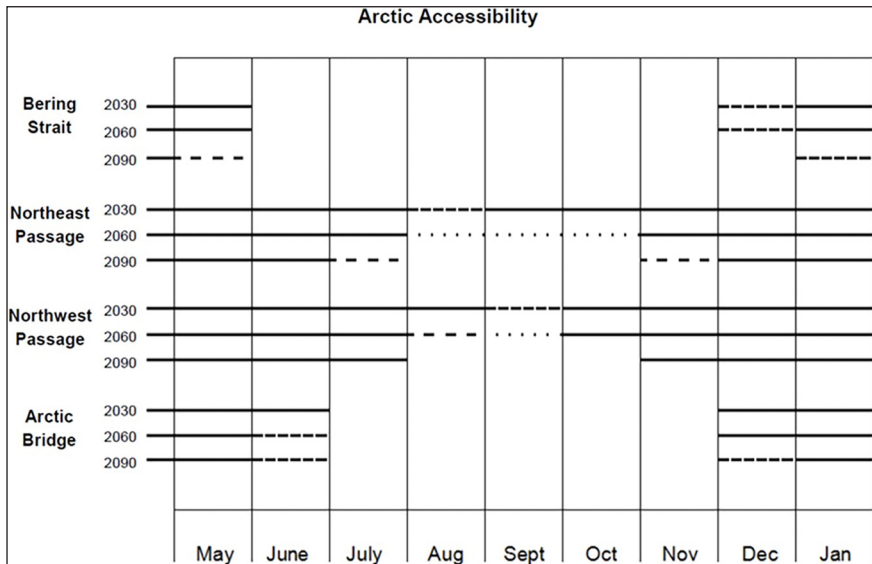 Arctic Accessibility
Bering
Strait
2030
2060
2090
Northeast
Passage
2030
2060
2090
Northwest
Passage
2030
2060
2090
Arctic
Bridge
2030
2060
2090
May June July Aug Sept Oct Nov Dec Jan